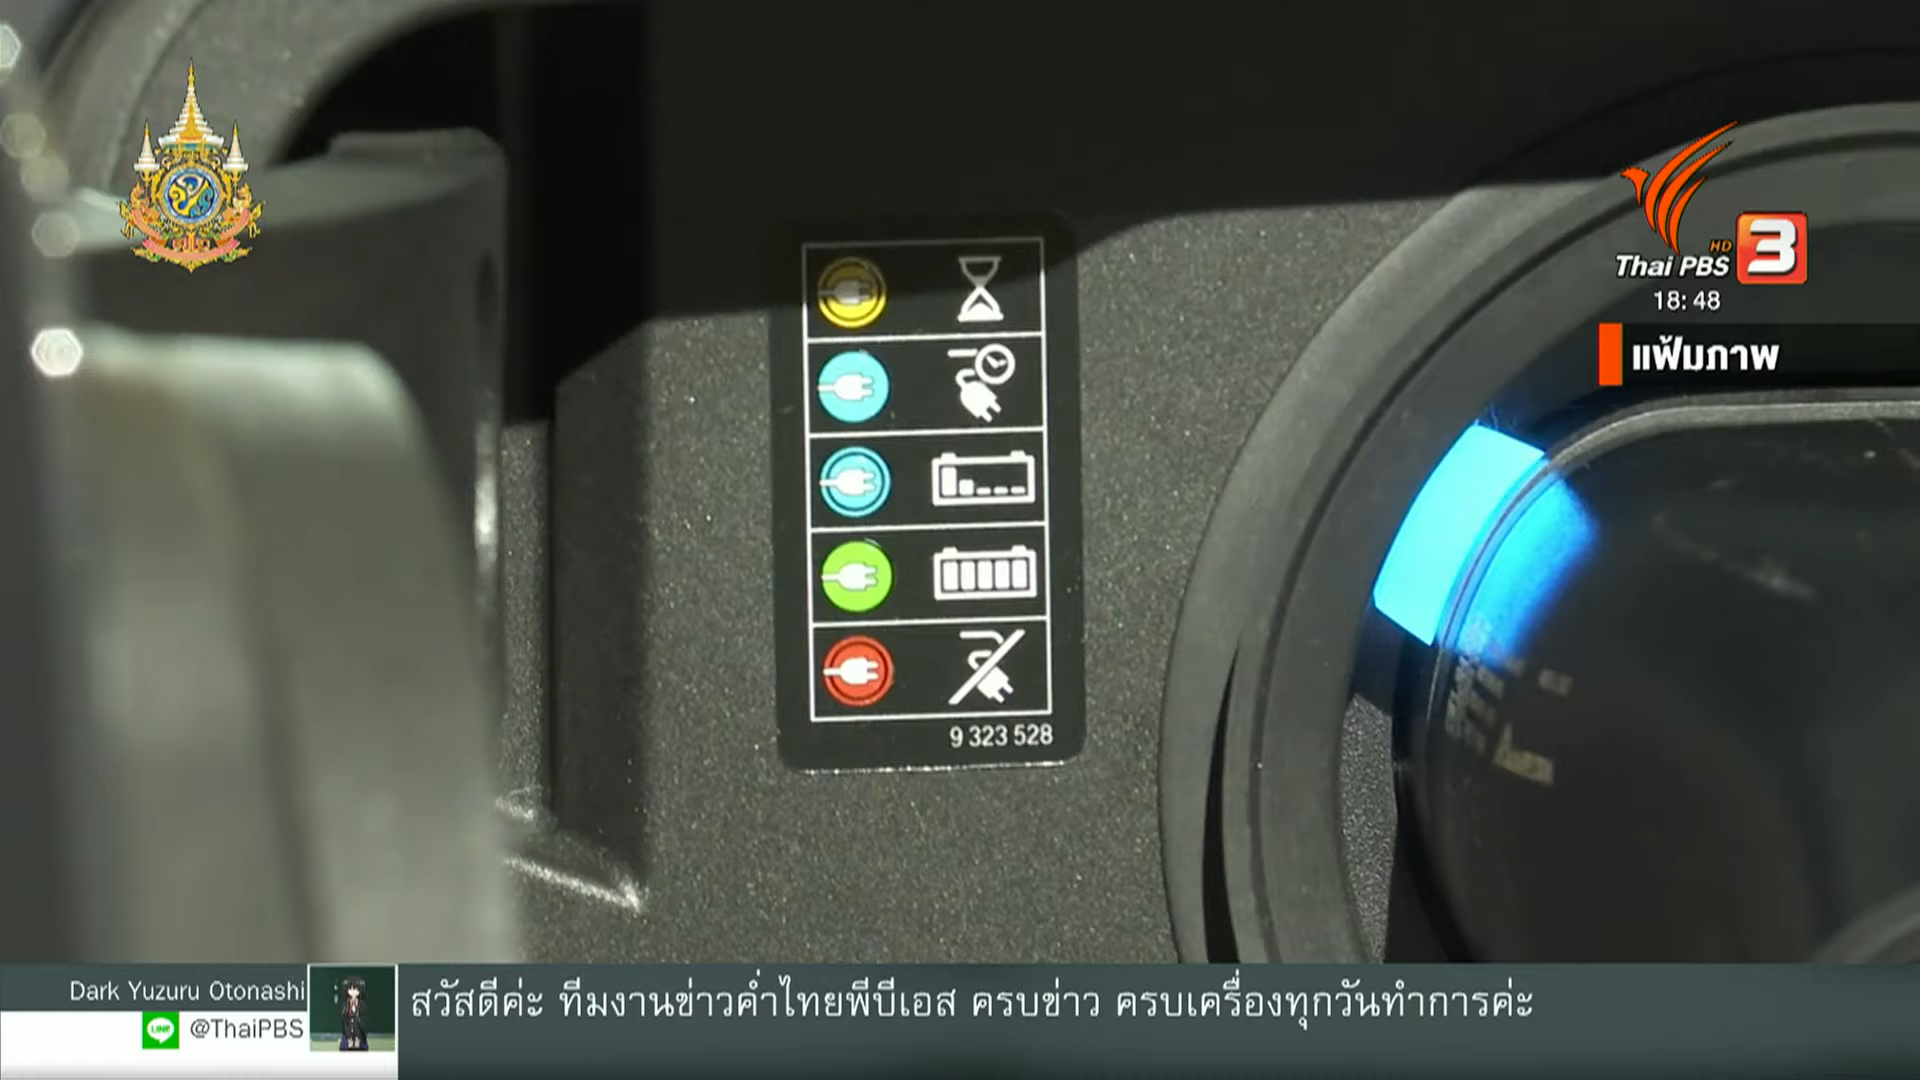 Thai PBS HD 3
18:48
แฟ้มภาพ
9 323 528
Dark Yuzuru Otonashi
LINE @ThaiPBS
สวัสดีค่ะ ทีมงานข่าวค่ำไทยพีบีเอส ครบข่าว ครบเครื่องทุกวันทำการค่ะ